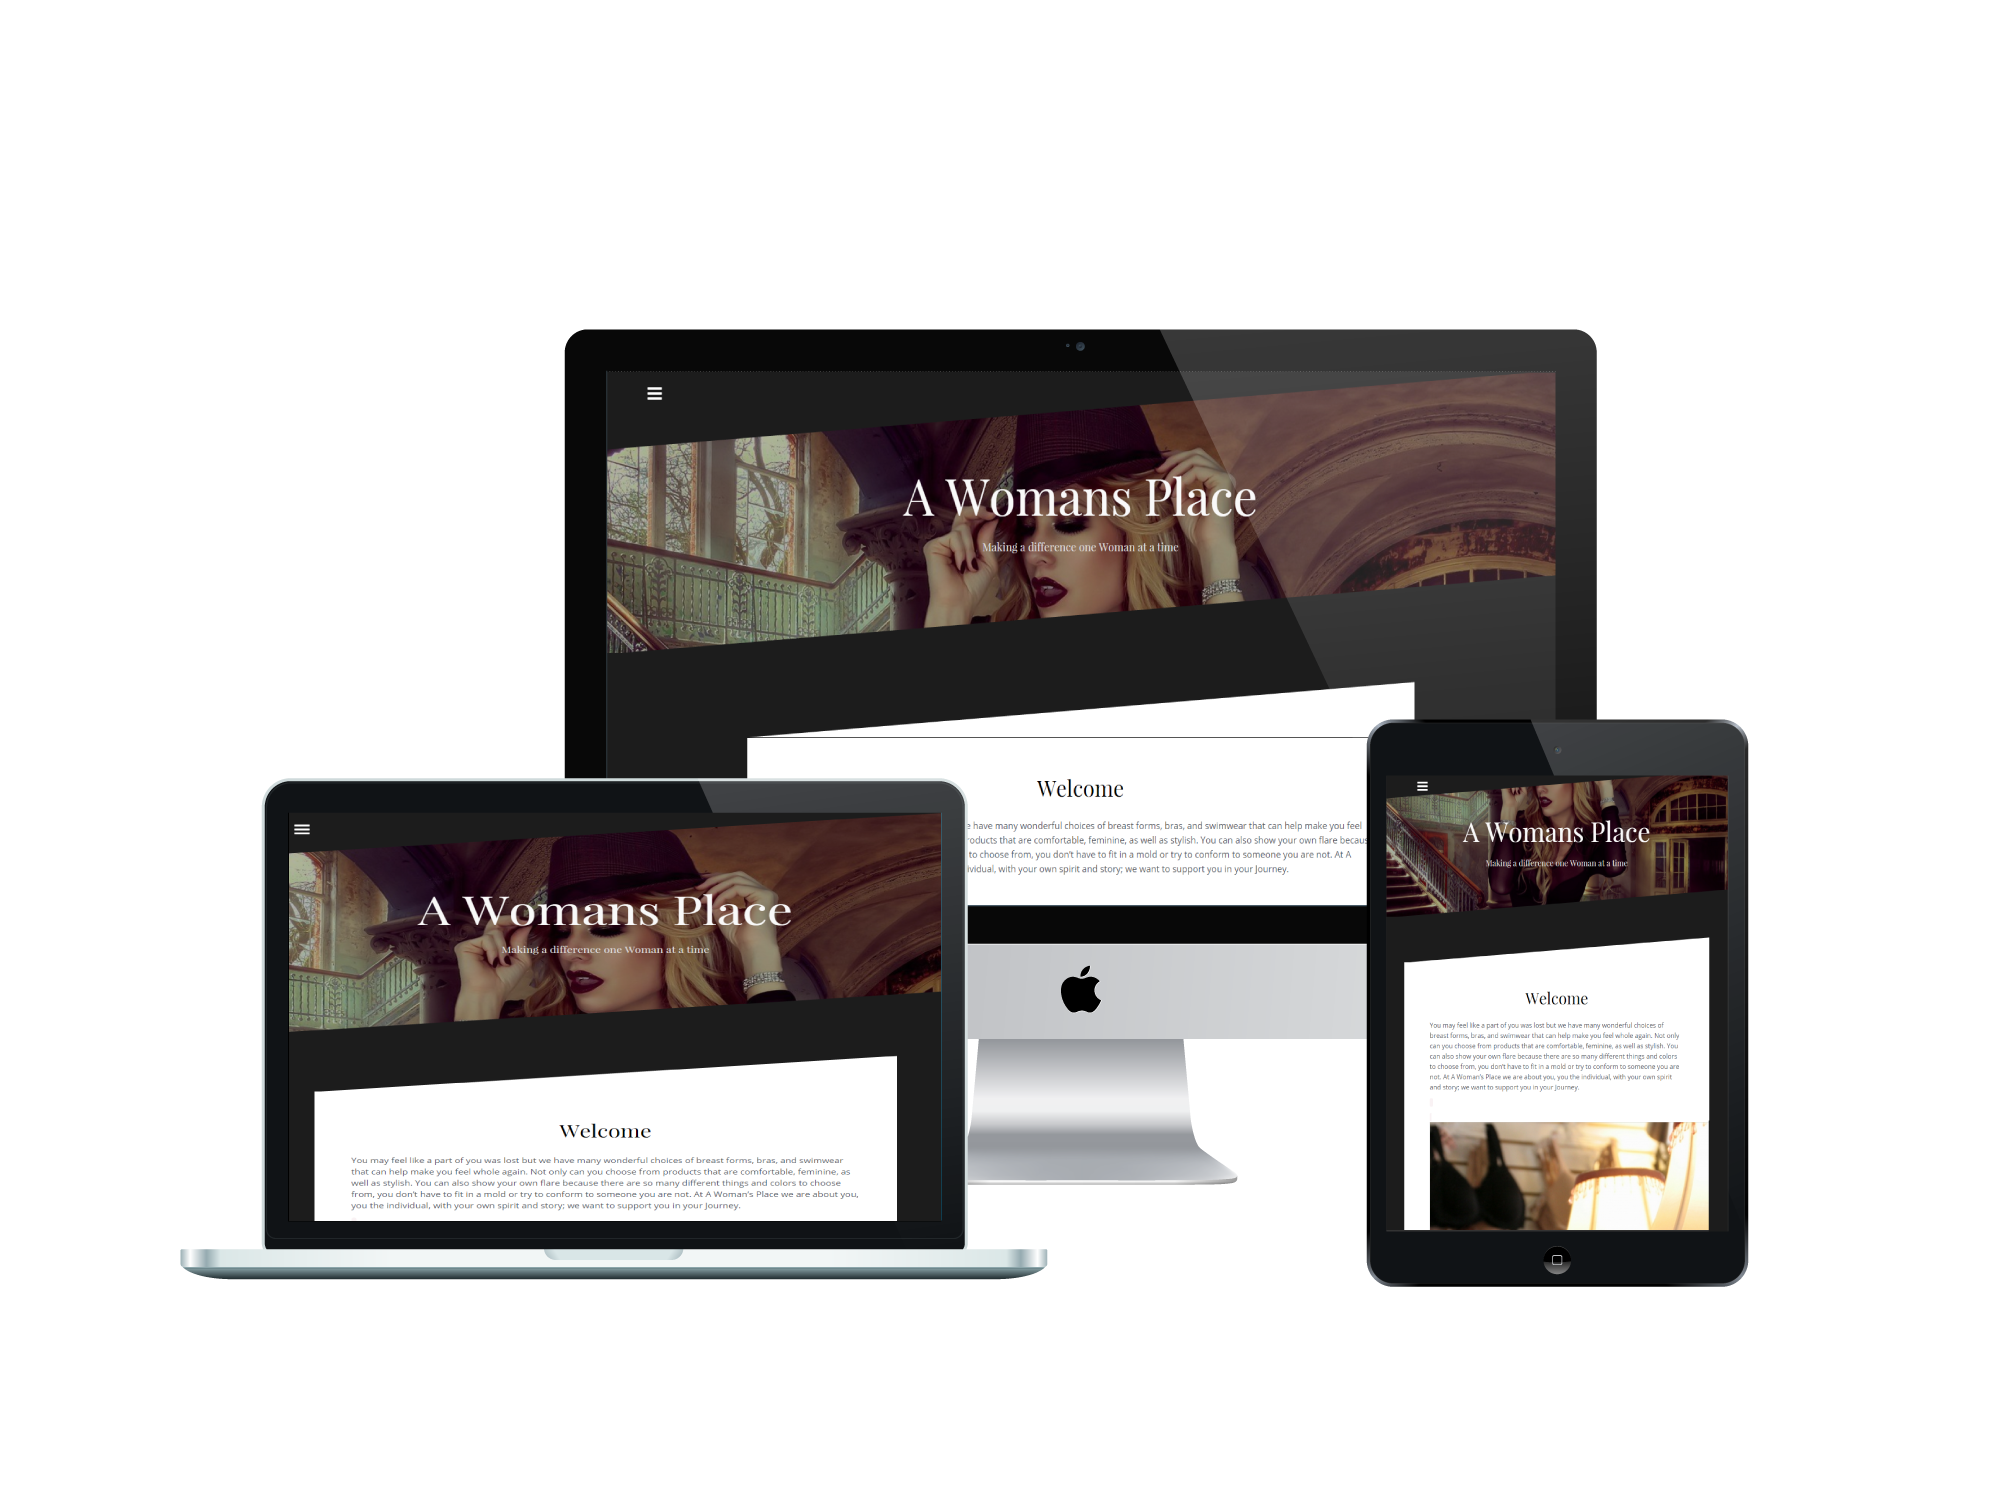 A Womans Place
Making a difference one Woman at a time
Welcome
have many wonderful choices of breast forms, bras, and swimwear that can help make you feel
roducts that are comfortable, feminine, as well as stylish. You can also show your own flare becaus
to choose from, you don't have to fit in a mold or try to conform to someone you are not. At A
ividual, with your own spirit and story; we want to support you in your Journey.
A Womans Place
Making a difference one Woman at a time
Welcome
You may feel like a part of you was lost but we have many wonderful choices of breast forms, bras, and swimwear
that can help make you feel whole again. Not only can you choose from products that are comfortable, feminine, as
well as stylish. You can also show your own flare because there are so many different things and colors to choose
from, you don't have to fit in a mold or try to conform to someone you are not. At A Woman's Place we are about you,
you the individual, with your own spirit and story; we want to support you in your Journey.
A Womans Place
Making a difference one Woman at a time
Welcome
You may feel like a part of you was lost but we have many wonderful choices of
breast forms, bras, and swimwear that can help make you feel whole again. Not only
can you choose from products that are comfortable, feminine, as well as stylish. You
can also show your own flare because there are so many different things and colors
to choose from, you don't have to fit in a mold or try to conform to someone you are
not. At A Woman's Place we are about you, you the individual, with your own spirit
and story; we want to support you in your Journey.